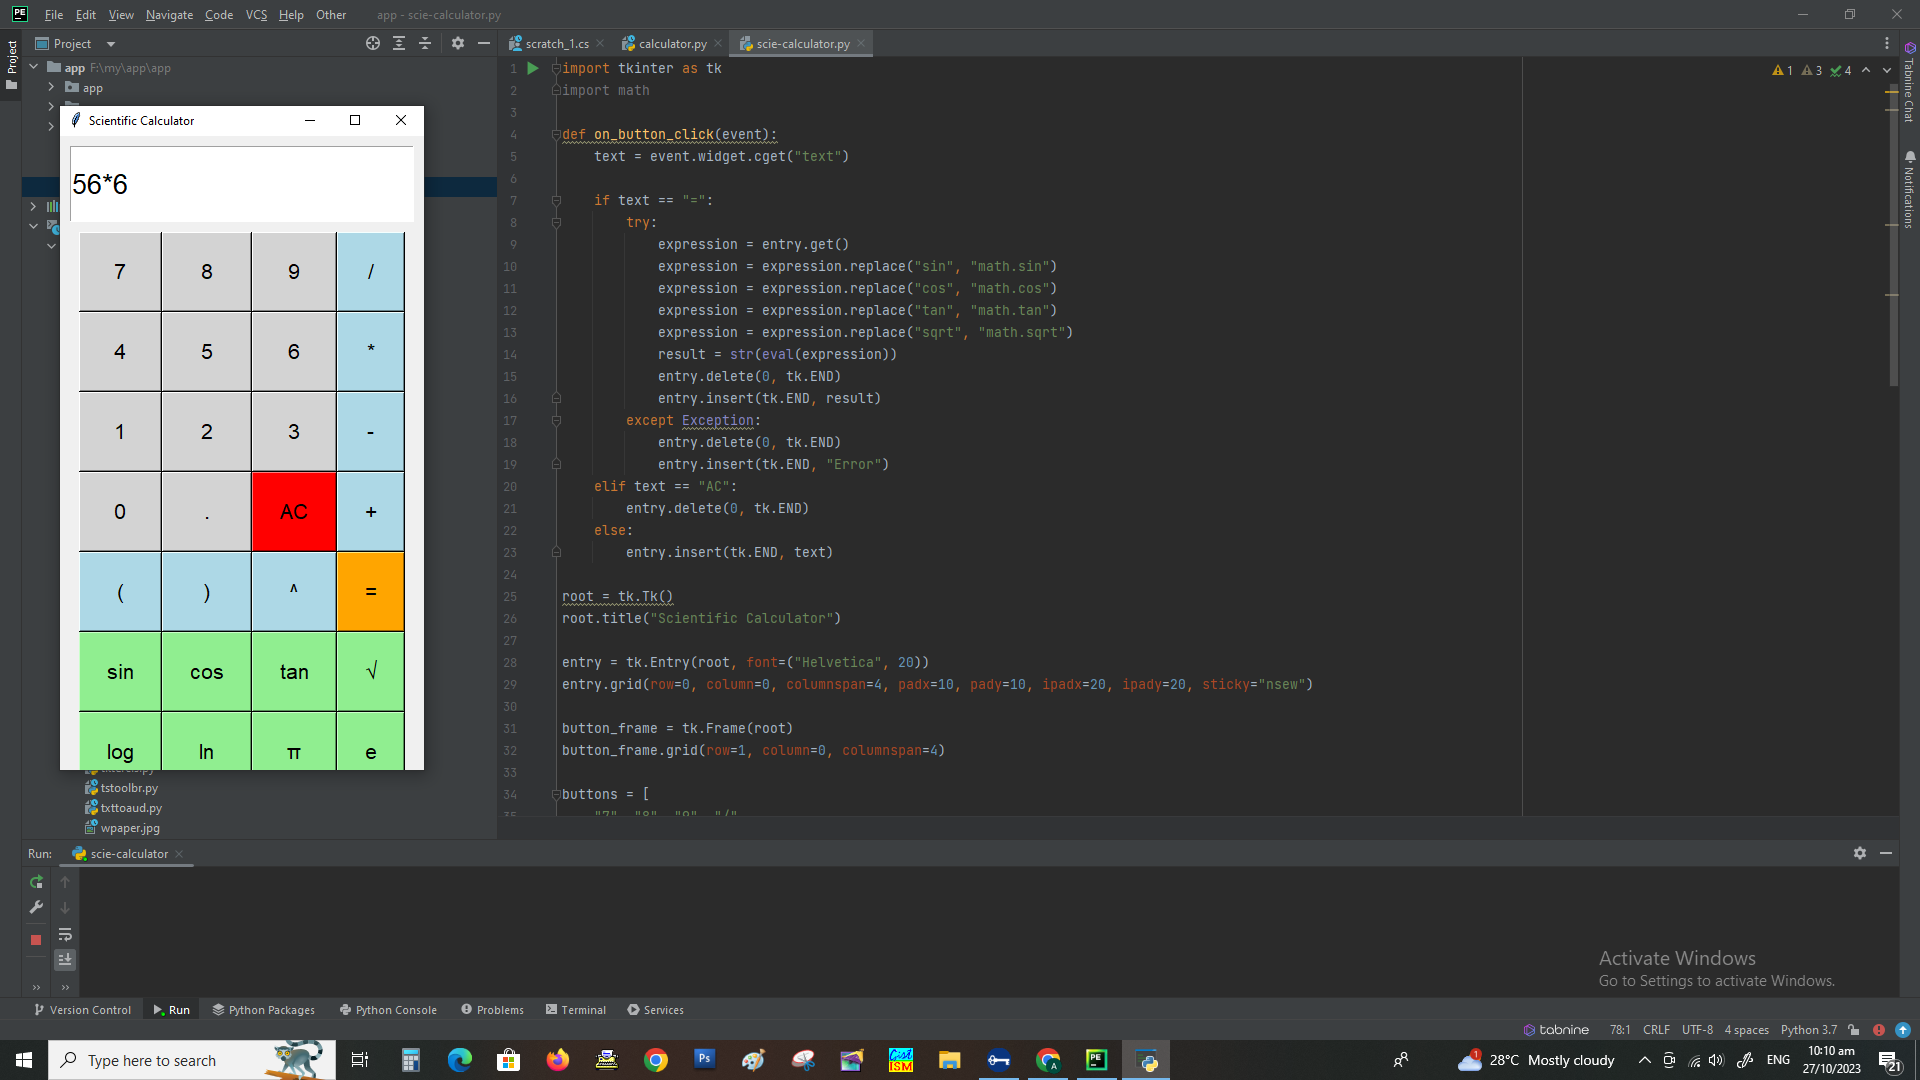 File Edit View Navigate Code VCS Help Other app - scie-calculator.py
Project
Project
scratch_1.cs
calculator.py
scie-calculator.py
app F:\my\app\app
app
Scientific Calculator
56*6
7 8 9 /
4 5 6 *
1 2 3 -
0 . AC +
( ) ^ =
sin cos tan √
log ln π e
tstoolbr.py
txttoaud.py
wpaper.jpg
1 import tkinter as tk
2 import math
3
4 def on_button_click(event):
5 text = event.widget.cget("text")
6
7 if text == "=":
8 try:
9 expression = entry.get()
10 expression = expression.replace("sin", "math.sin")
11 expression = expression.replace("cos", "math.cos")
12 expression = expression.replace("tan", "math.tan")
13 expression = expression.replace("sqrt", "math.sqrt")
14 result = str(eval(expression))
15 entry.delete(0, tk.END)
16 entry.insert(tk.END, result)
17 except Exception:
18 entry.delete(0, tk.END)
19 entry.insert(tk.END, "Error")
20 elif text == "AC":
21 entry.delete(0, tk.END)
22 else:
23 entry.insert(tk.END, text)
24
25 root = tk.Tk()
26 root.title("Scientific Calculator")
27
28 entry = tk.Entry(root, font=("Helvetica", 20))
29 entry.grid(row=0, column=0, columnspan=4, padx=10, pady=10, ipadx=20, ipady=20, sticky="nsew")
30
31 button_frame = tk.Frame(root)
32 button_frame.grid(row=1, column=0, columnspan=4)
33
34 buttons = [
35 "7", "8", "9", "/",
1 3 4
Tabnine Chat
Notifications
Run: scie-calculator
Activate Windows
Go to Settings to activate Windows.
Version Control Run Python Packages Python Console Problems Terminal Services
tabnine 78:1 CRLF UTF-8 4 spaces Python 3.7
Type here to search
28°C Mostly cloudy
ENG
10:10 am
27/10/2023
21